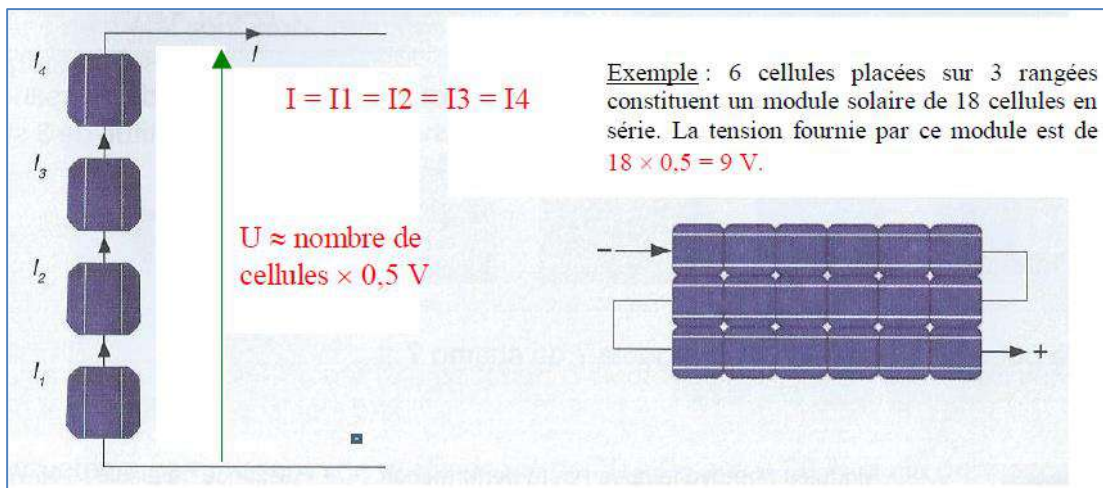 I₄
I
I = I1 = I2 = I3 = I4
I₃
I₂
I₁
U ≈ nombre de
cellules × 0,5 V
Exemple : 6 cellules placées sur 3 rangées
constituent un module solaire de 18 cellules en
série. La tension fournie par ce module est de
18 × 0,5 = 9 V.
−
+